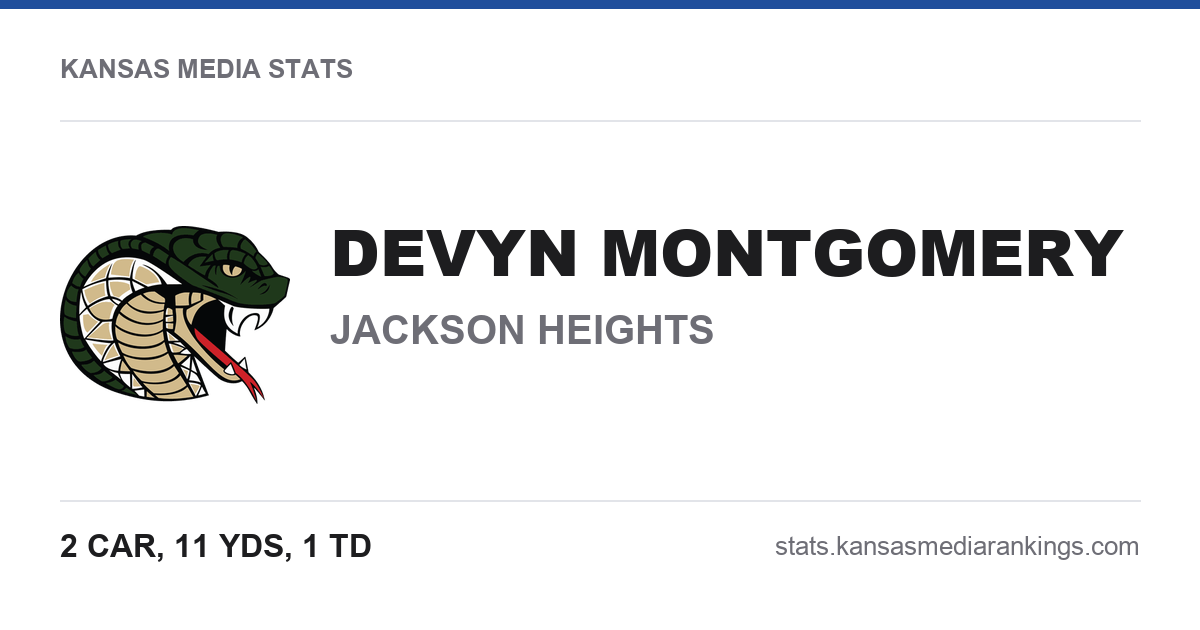 KANSAS MEDIA STATS
DEVYN MONTGOMERY
JACKSON HEIGHTS
2 CAR, 11 YDS, 1 TD
stats.kansasmediarankings.com